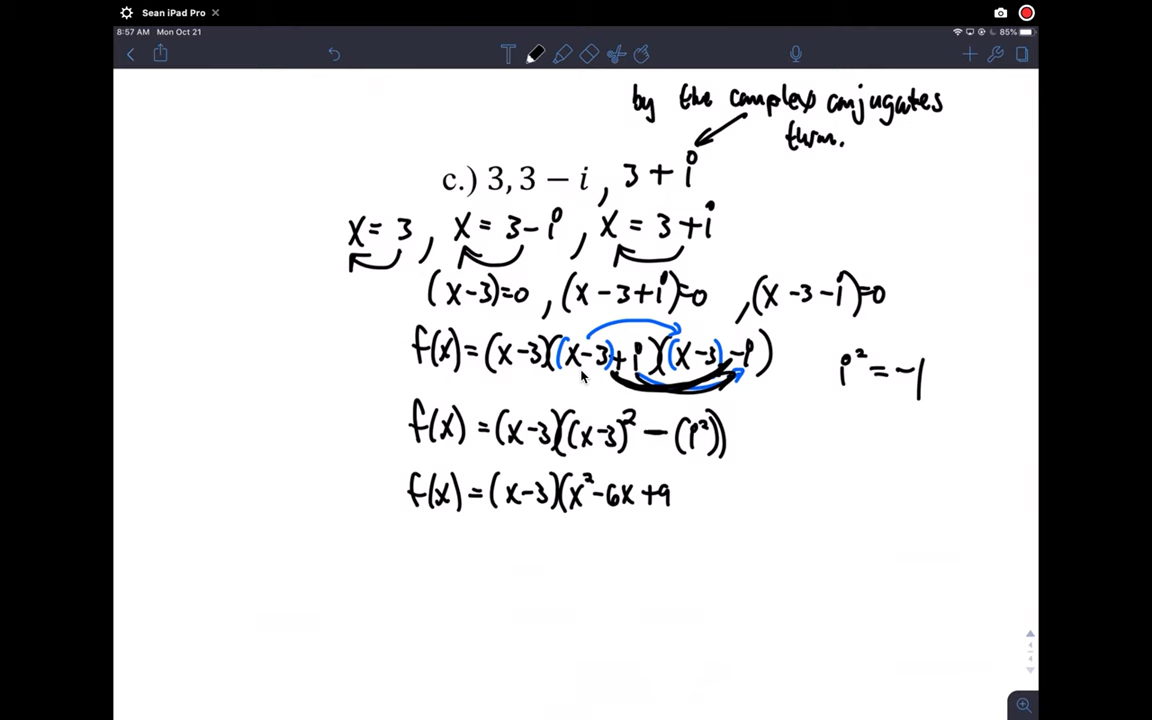 Sean iPad Pro ×
8:57 AM Mon Oct 21
85%
T
by the complex conjugates
thm.
c.) 3, 3 − i , 3 + i
x = 3 , x = 3 - i , x = 3 + i
(x-3)=0 , (x - 3 + i)=0 , (x - 3 - i)=0
f(x) = (x-3)((x-3)+i)((x-3)-i)
i² = -1
f(x) = (x-3)((x-3)² - (i²))
f(x) = (x-3)(x² - 6x + 9